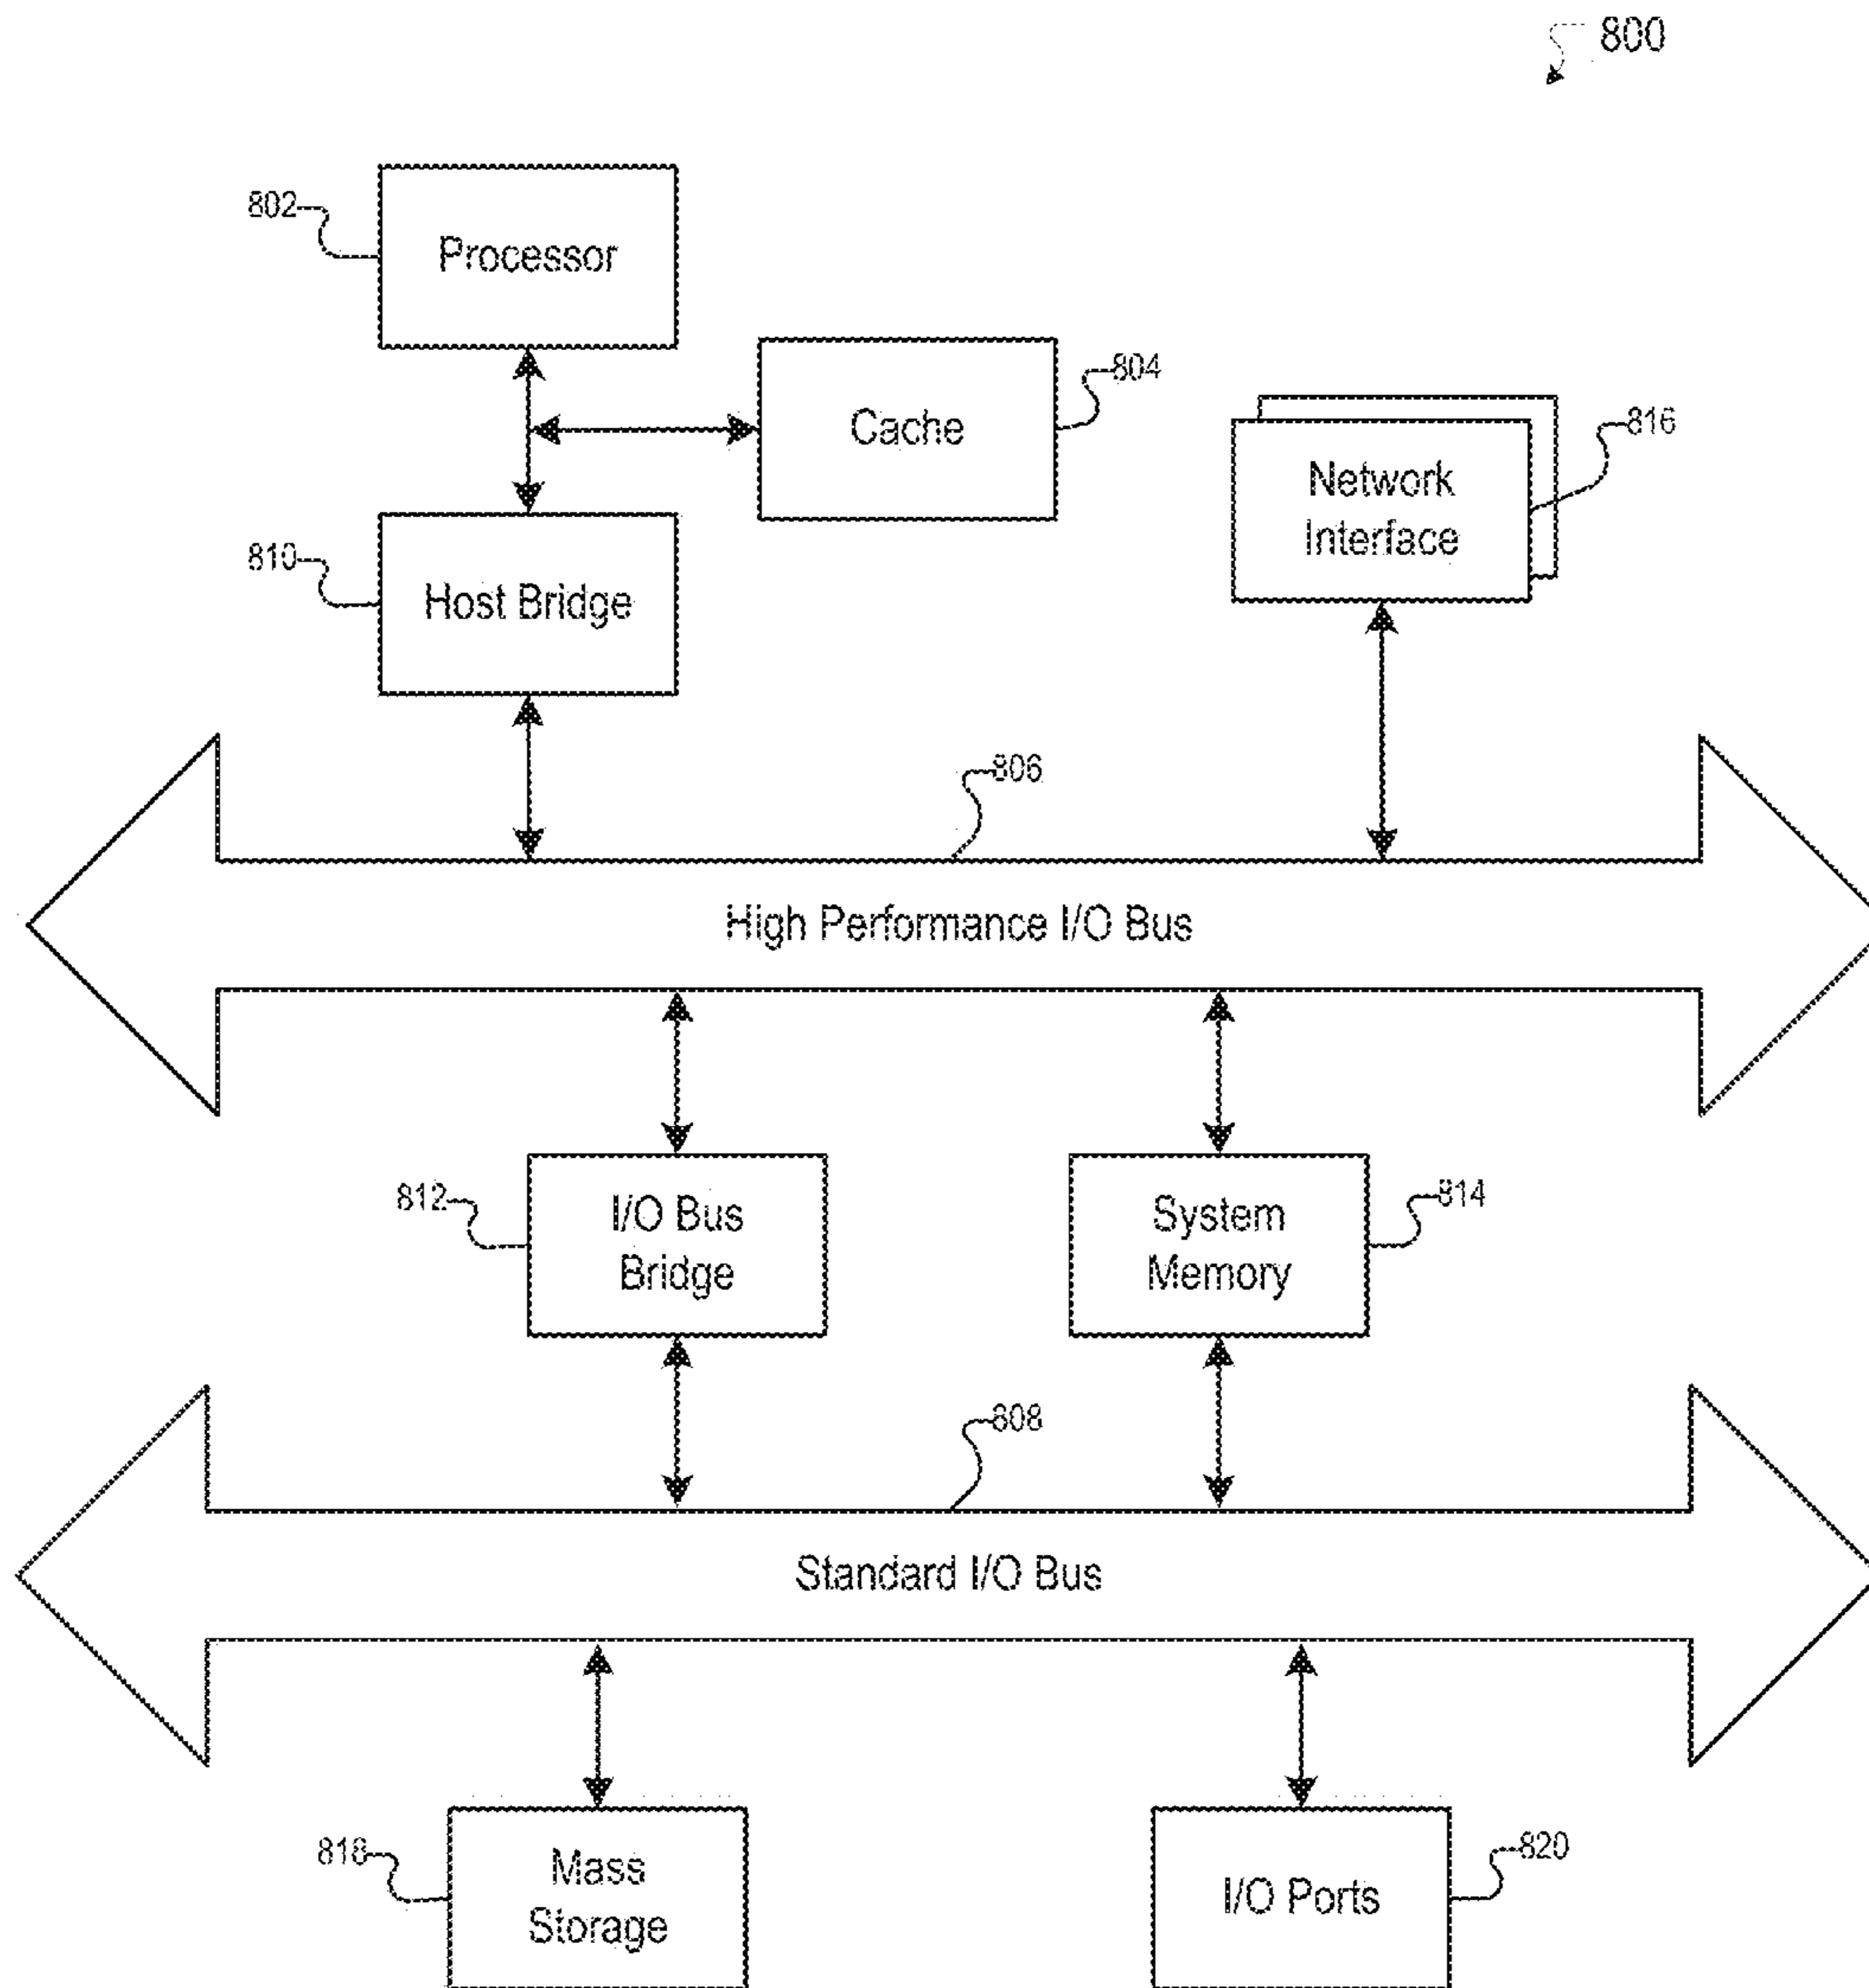 800
802
Processor
804
Cache
816
Network
Interface
810
Host Bridge
806
High Performance I/O Bus
812
I/O Bus
Bridge
814
System
Memory
808
Standard I/O Bus
818
Mass
Storage
820
I/O Ports